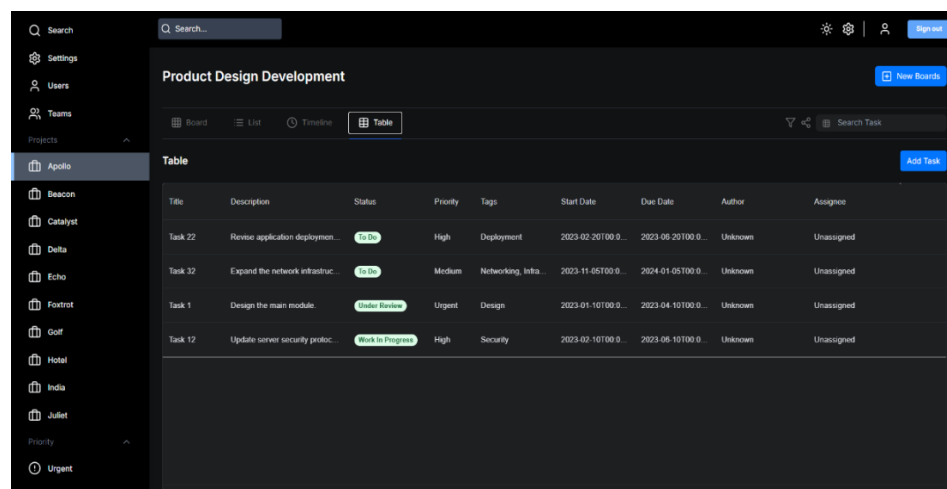 Search
Settings
Users
Teams
Projects
Apollo
Beacon
Catalyst
Delta
Echo
Foxtrot
Golf
Hotel
India
Juliet
Priority
Urgent
Search...
Sign out
Product Design Development
New Boards
Board List Timeline Table
Search Task
Table
Add Task
Title Description Status Priority Tags Start Date Due Date Author Assignee
Task 22 Revise application deploymen... To Do High Deployment 2023-02-20T00:0... 2023-06-20T00:0... Unknown Unassigned
Task 32 Expand the network infrastruc... To Do Medium Networking, Infra... 2023-11-05T00:0... 2024-01-05T00:0... Unknown Unassigned
Task 1 Design the main module. Under Review Urgent Design 2023-01-10T00:0... 2023-04-10T00:0... Unknown Unassigned
Task 12 Update server security protoc... Work In Progress High Security 2023-02-10T00:0... 2023-06-10T00:0... Unknown Unassigned